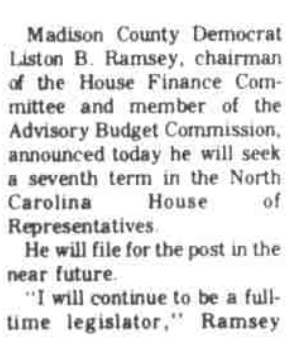 Madison County Democrat
Liston B. Ramsey, chairman
of the House Finance Com-
mittee and member of the
Advisory Budget Commission,
announced today he will seek
a seventh term in the North
Carolina House of
Representatives.
He will file for the post in the
near future.
"I will continue to be a full-
time legislator," Ramsey